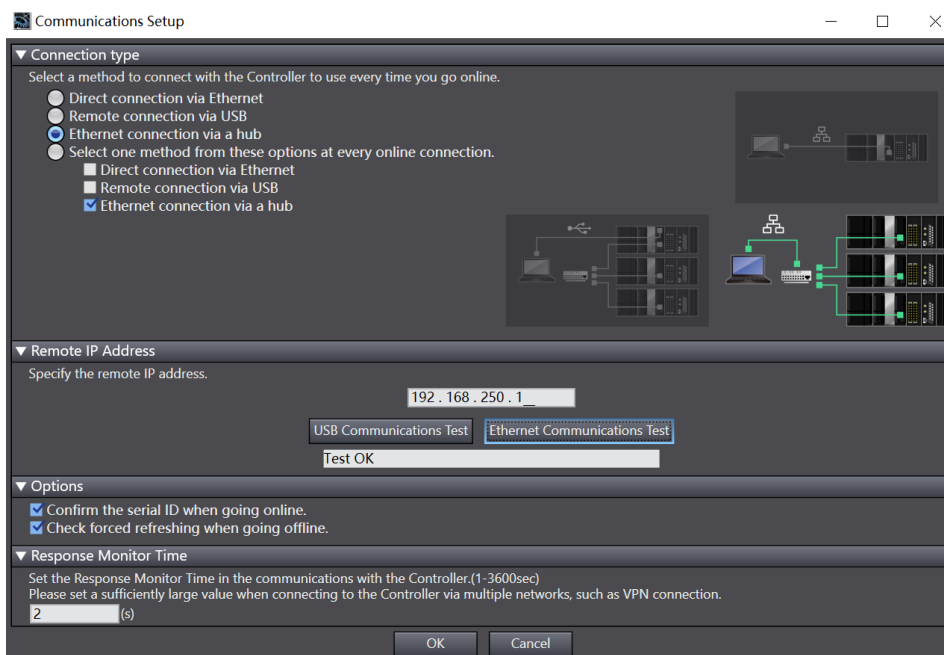 Communications Setup
Connection type
Select a method to connect with the Controller to use every time you go online.
Direct connection via Ethernet
Remote connection via USB
Ethernet connection via a hub
Select one method from these options at every online connection.
Direct connection via Ethernet
Remote connection via USB
Ethernet connection via a hub
Remote IP Address
Specify the remote IP address.
192 . 168 . 250 . 1__
USB Communications Test
Ethernet Communications Test
Test OK
Options
Confirm the serial ID when going online.
Check forced refreshing when going offline.
Response Monitor Time
Set the Response Monitor Time in the communications with the Controller.(1-3600sec)
Please set a sufficiently large value when connecting to the Controller via multiple networks, such as VPN connection.
2 (s)
OK
Cancel